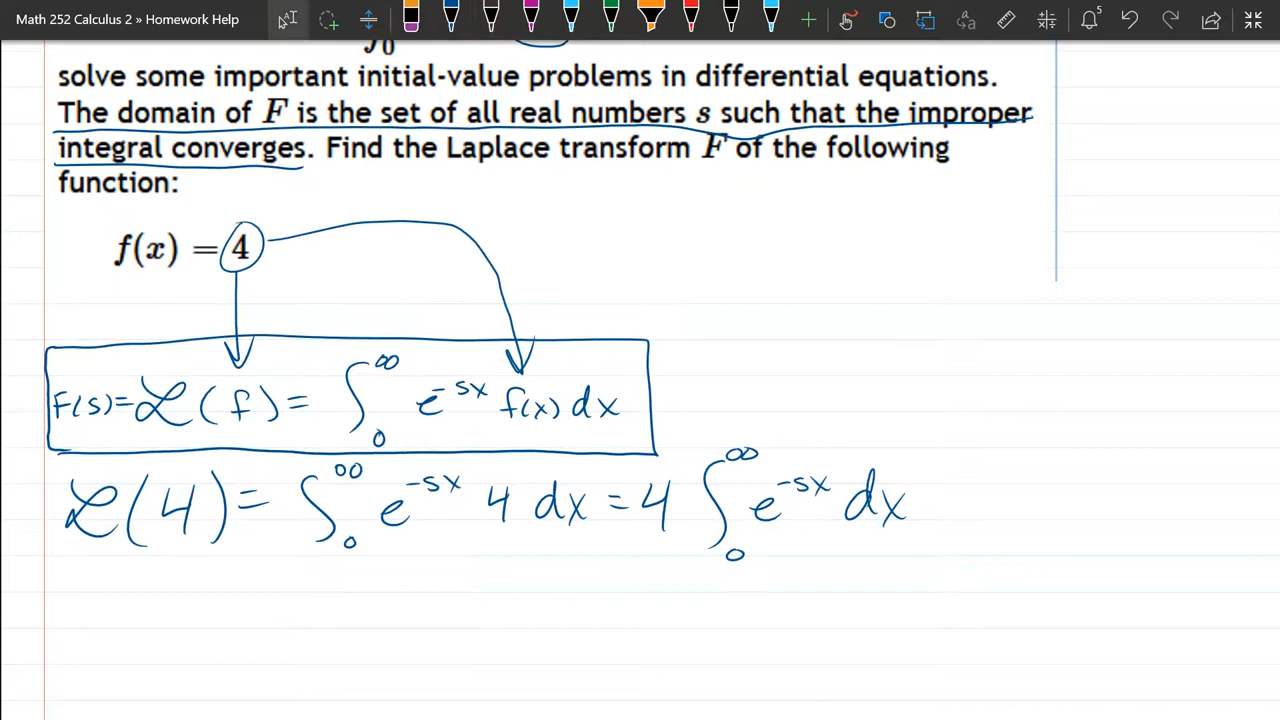 Math 252 Calculus 2 » Homework Help
5
∫0
solve some important initial-value problems in differential equations.
The domain of F is the set of all real numbers s such that the improper
integral converges. Find the Laplace transform F of the following
function:
f(x) = 4
F(s) = ℒ(f) = ∫₀^∞ e^{-sx} f(x) dx
ℒ(4) = ∫₀^∞ e^{-sx} 4 dx = 4 ∫₀^∞ e^{-sx} dx